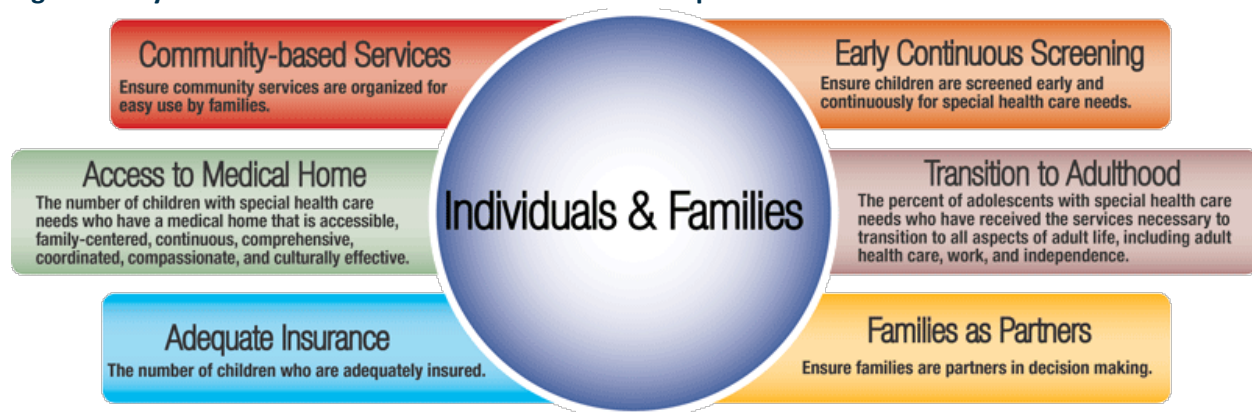 Community-based Services
Ensure community services are organized for
easy use by families.
Early Continuous Screening
Ensure children are screened early and
continuously for special health care needs.
Access to Medical Home
The number of children with special health care
needs who have a medical home that is accessible,
family-centered, continuous, comprehensive,
coordinated, compassionate, and culturally effective.
Individuals & Families
Transition to Adulthood
The percent of adolescents with special health care
needs who have received the services necessary to
transition to all aspects of adult life, including adult
health care, work, and independence.
Adequate Insurance
The number of children who are adequately insured.
Families as Partners
Ensure families are partners in decision making.